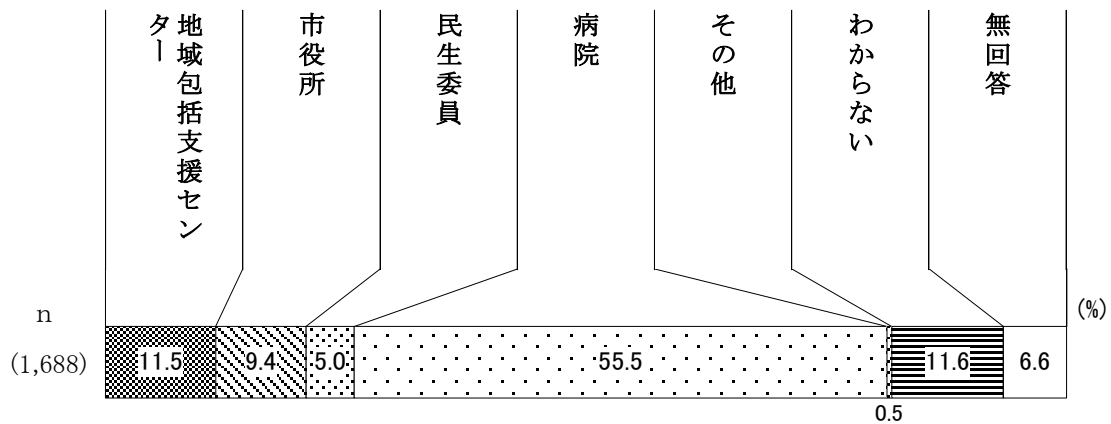 地域包括支援セン
ター
市役所
民生委員
病院
その他
わからない
無回答
n
(%)
(1,688)
11.5
9.4
5.0
55.5
11.6
6.6
0.5